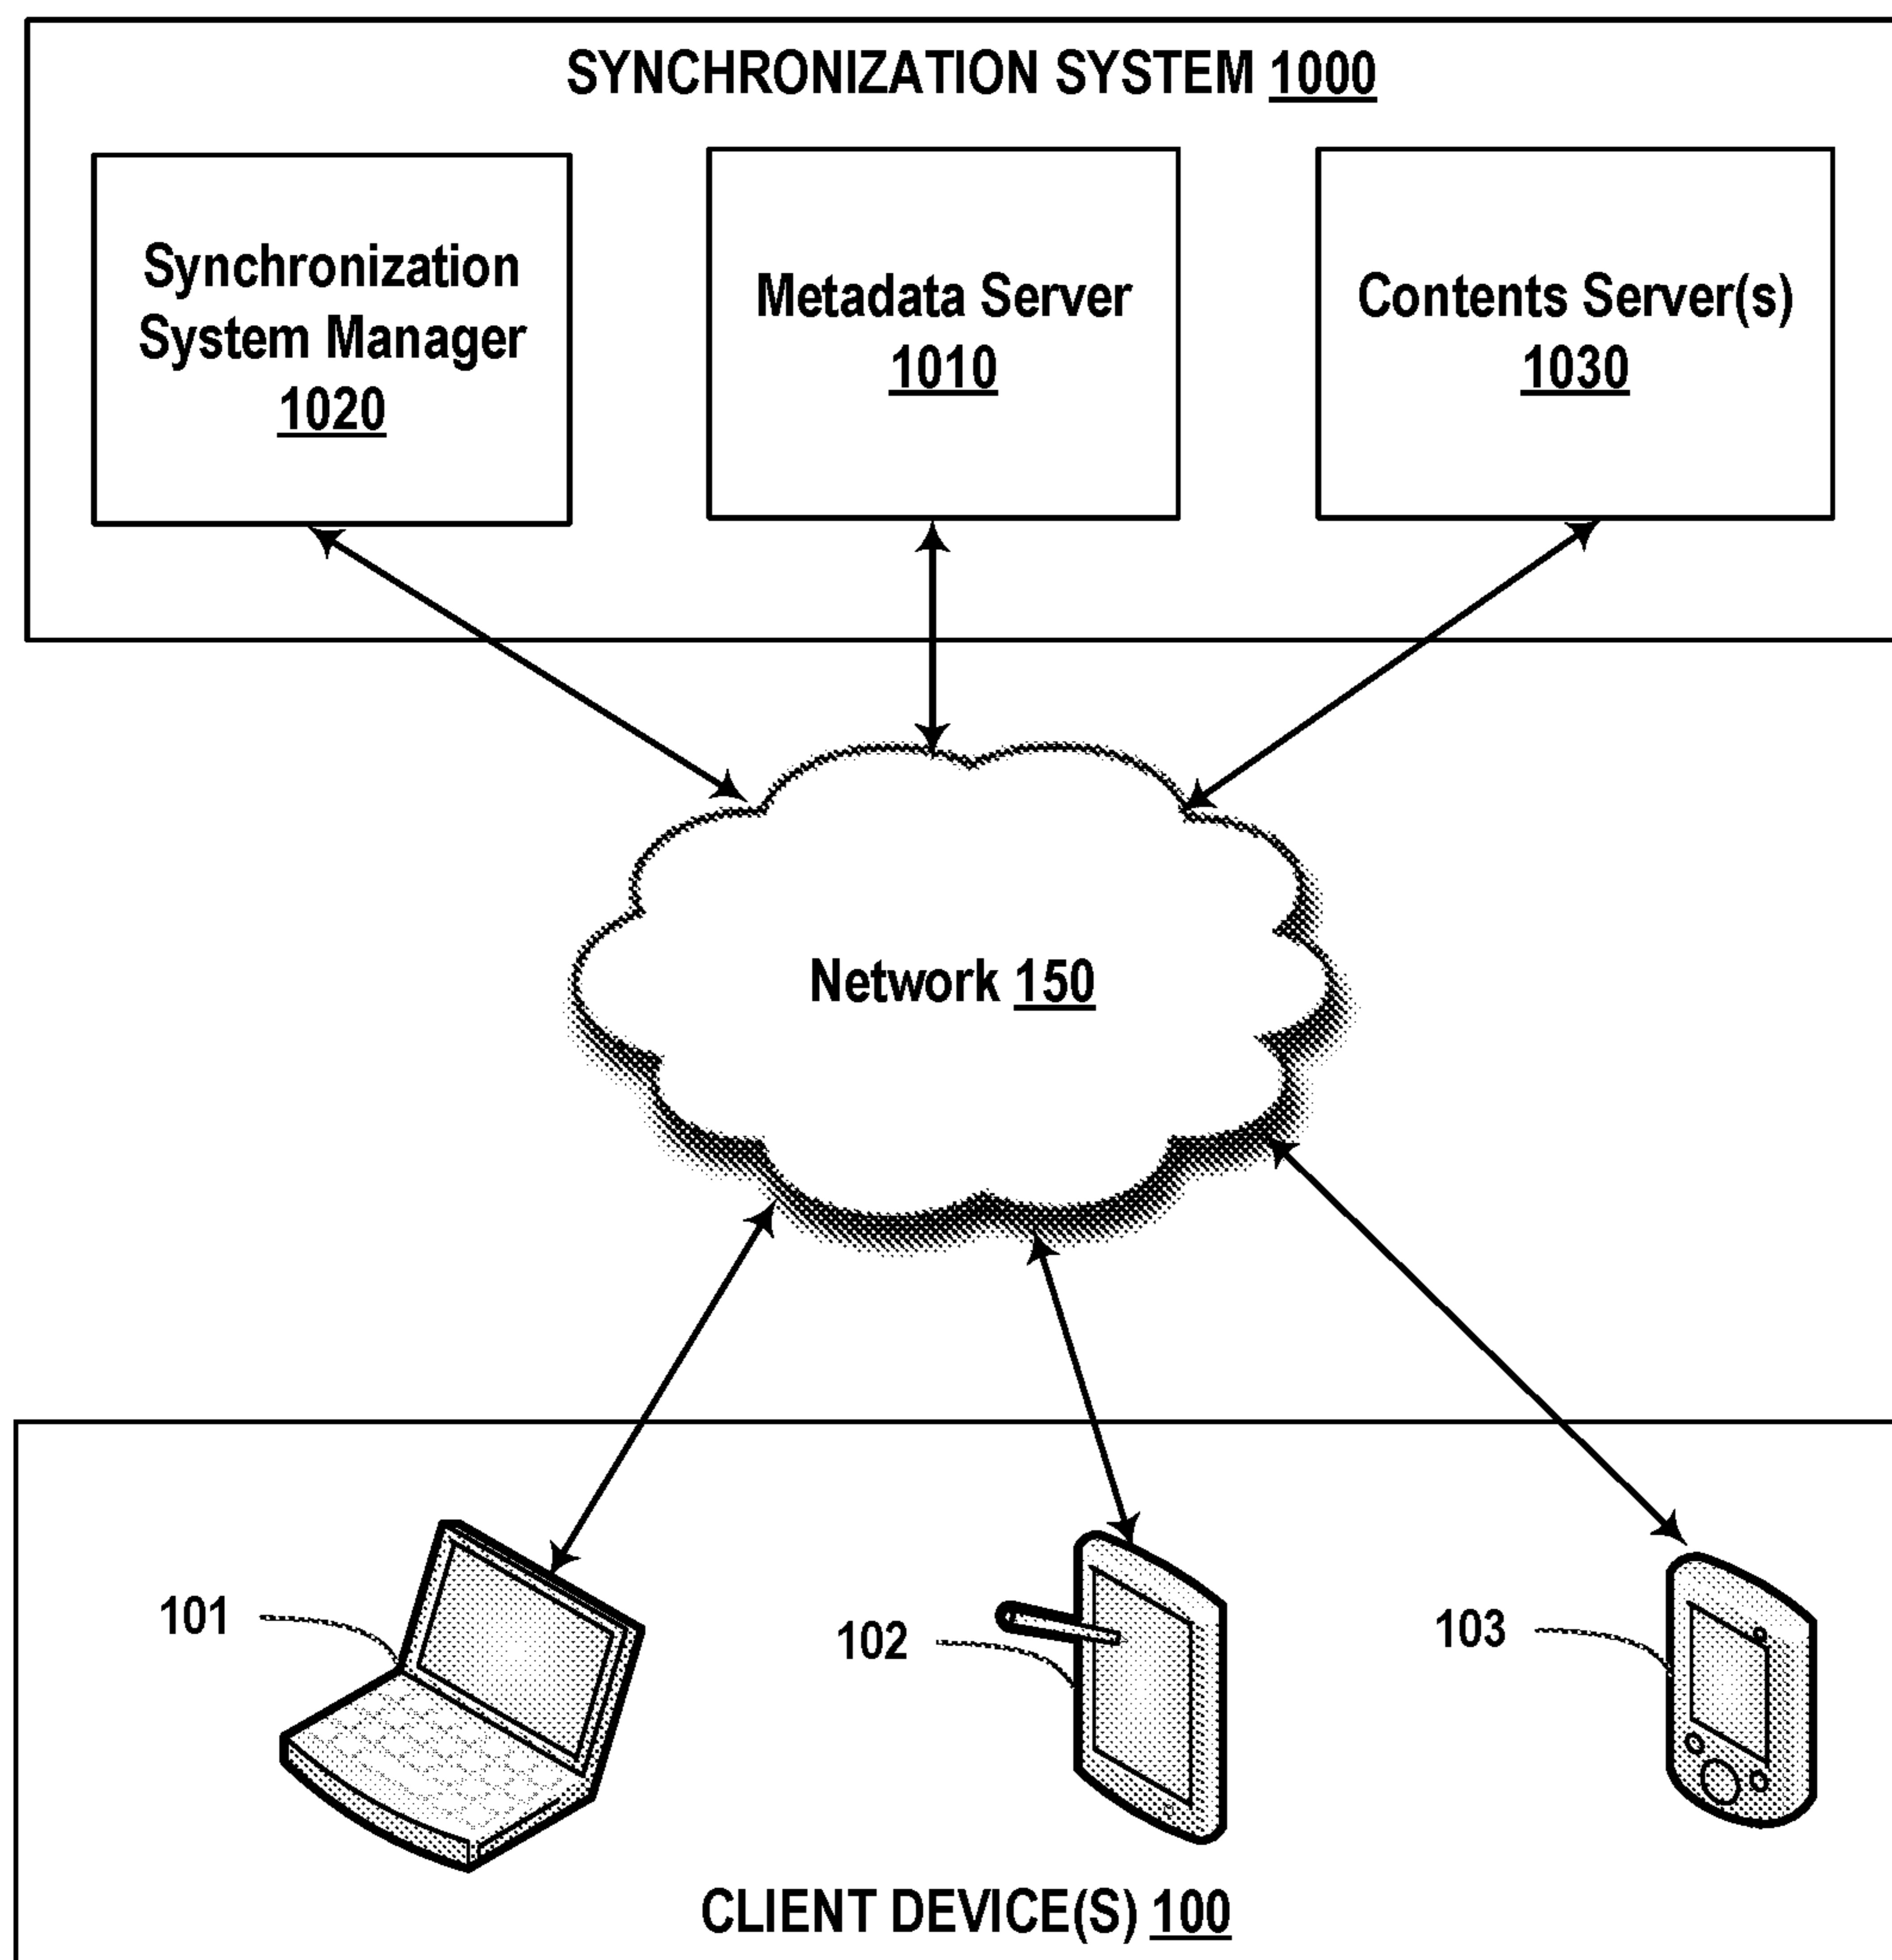 SYNCHRONIZATION SYSTEM 1000
Synchronization
System Manager
1020
Metadata Server
1010
Contents Server(s)
1030
Network 150
101
102
103
CLIENT DEVICE(S) 100